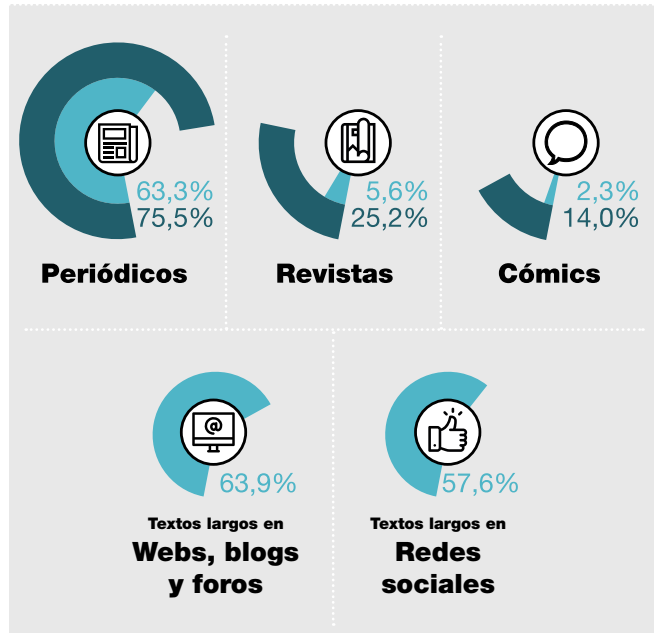 63,3%
75,5%
Periódicos
5,6%
25,2%
Revistas
2,3%
14,0%
Cómics
@
63,9%
Textos largos en
Webs, blogs
y foros
57,6%
Textos largos en
Redes
sociales